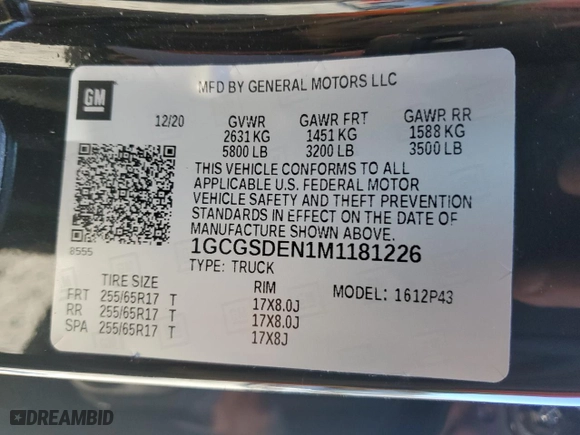 GM
MFD BY GENERAL MOTORS LLC
12/20 GVWR GAWR FRT GAWR RR
2631 KG 1451 KG 1588 KG
5800 LB 3200 LB 3500 LB
THIS VEHICLE CONFORMS TO ALL
APPLICABLE U.S. FEDERAL MOTOR
VEHICLE SAFETY AND THEFT PREVENTION
STANDARDS IN EFFECT ON THE DATE OF
MANUFACTURE SHOWN ABOVE.
8555
1GCGSDEN1M1181226
TYPE: TRUCK
TIRE SIZE RIM MODEL: 1612P43
FRT 255/65R17 T 17X8.0J
RR 255/65R17 T 17X8.0J
SPA 255/65R17 T 17X8J
DREAMBID